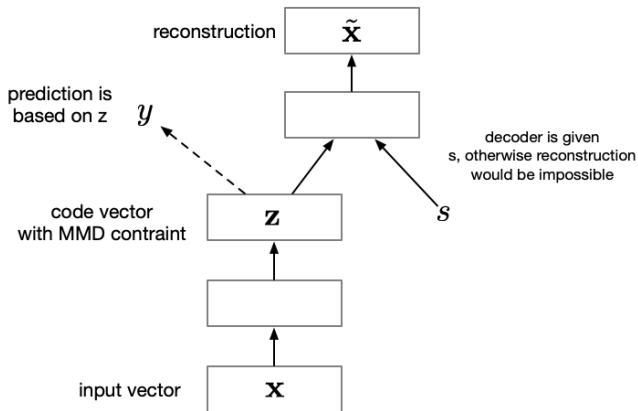 reconstruction
x̃
prediction is
based on z
y
decoder is given
s, otherwise reconstruction
would be impossible
code vector
with MMD contraint
z
s
input vector
x